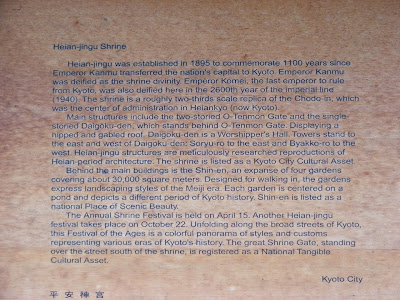 Heian-jingu Shrine
Heian-jingu was established in 1895 to commemorate 1100 years since
Emperor Kanmu transferred the nation's capital to Kyoto. Emperor Kanmu
was deified as the shrine divinity. Emperor Komei, the last emperor to rule
from Kyoto, was also deified here in the 2600th year of the imperial line
(1940). The shrine is a roughly two-thirds scale replica of the Chodo-in, which
was the center of administration in Heiankyo (now Kyoto).
Main structures include the two-storied O-Tenmon Gate and the single-
storied Daigoku-den, which stands behind O-Tenmon Gate. Displaying a
hipped and gabled roof, Daigoku-den is a Worshipper's Hall. Towers stand to
the east and west of Daigoku-den: Soryu-ro to the east and Byakko-ro to the
west. Heian-jingu structures are meticulously researched reproductions of
Heian-period architecture. The shrine is listed as a Kyoto City Cultural Asset.
Behind the main buildings is the Shin-en, an expanse of four gardens
covering about 30,000 square meters. Designed for walking in, the gardens
express landscaping styles of the Meiji era. Each garden is centered on a
pond and depicts a different period of Kyoto history. Shin-en is listed as a
national Place of Scenic Beauty.
The Annual Shrine Festival is held on April 15. Another Heian-jingu
festival takes place on October 22. Unfolding along the broad streets of Kyoto,
this Festival of the Ages is a colorful panorama of styles and customs
representing various eras of Kyoto's history. The great Shrine Gate, standing
over the street south of the shrine, is registered as a National Tangible
Cultural Asset.
Kyoto City
平安神宮